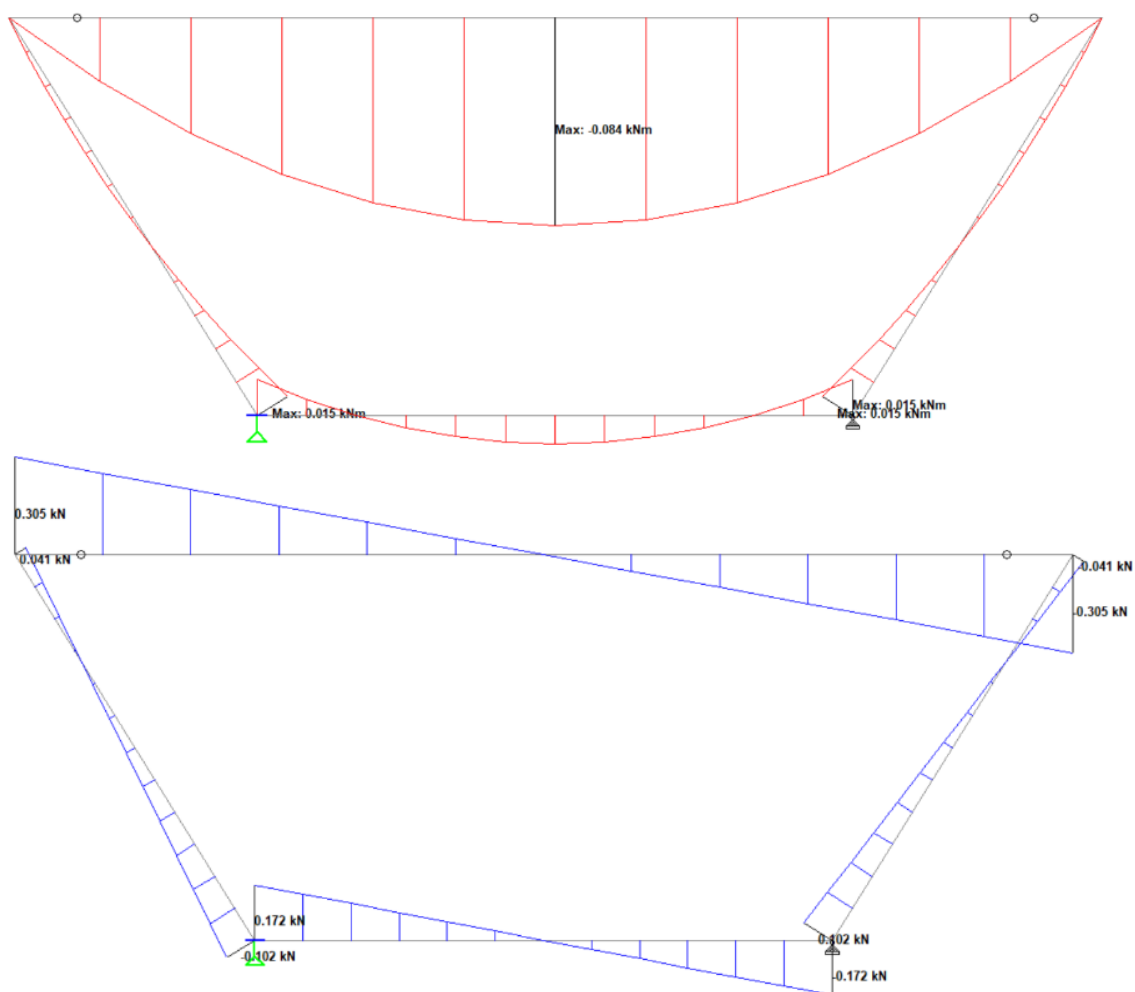 Max: -0.084 kNm
Max: 0.015 kNm
Max: 0.015 kNm
Max: 0.015 kNm
0.305 kN
0.041 kN
-0.041 kN
-0.305 kN
0.172 kN
-0.102 kN
0.102 kN
-0.172 kN